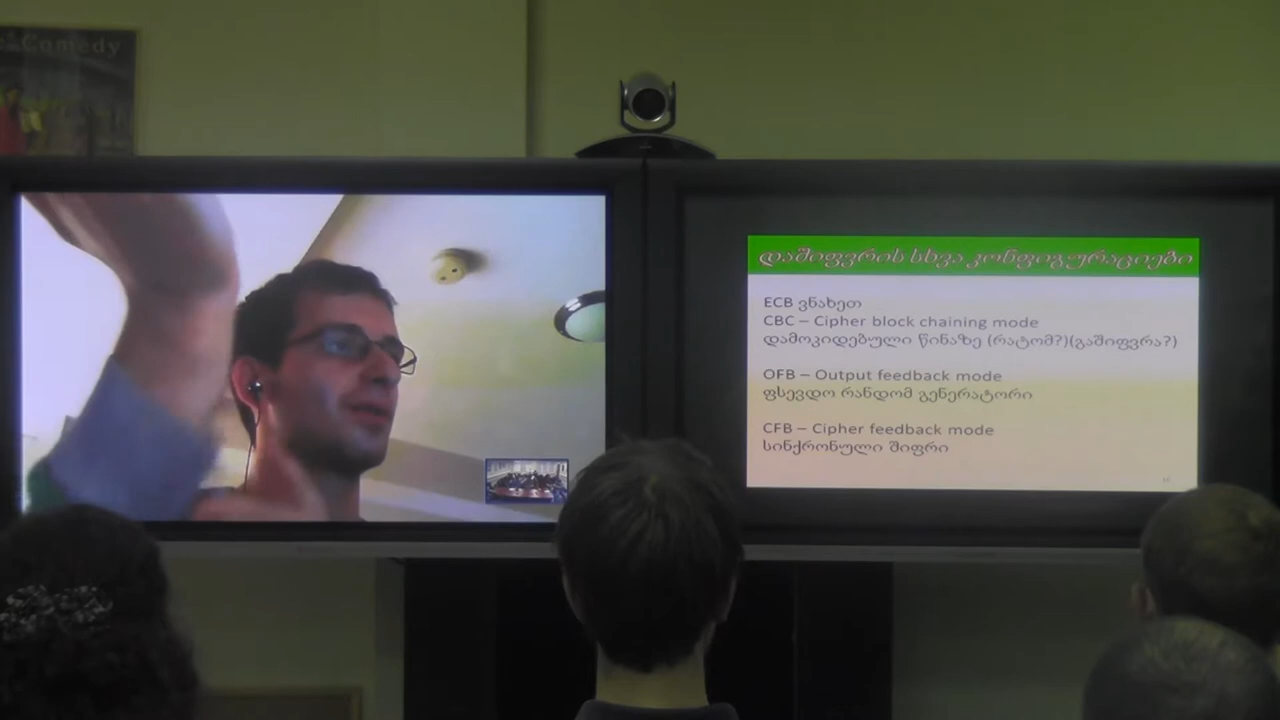 Comedy
დაშიფვრის სხვა კონფიგურაციები
ECB ვნახეთ
CBC – Cipher block chaining mode
დამოკიდებული წინაზე (რატომ?)(გაშიფვრა?)
OFB – Output feedback mode
ფსევდო რანდომ გენერატორი
CFB – Cipher feedback mode
სინქრონული შიფრი